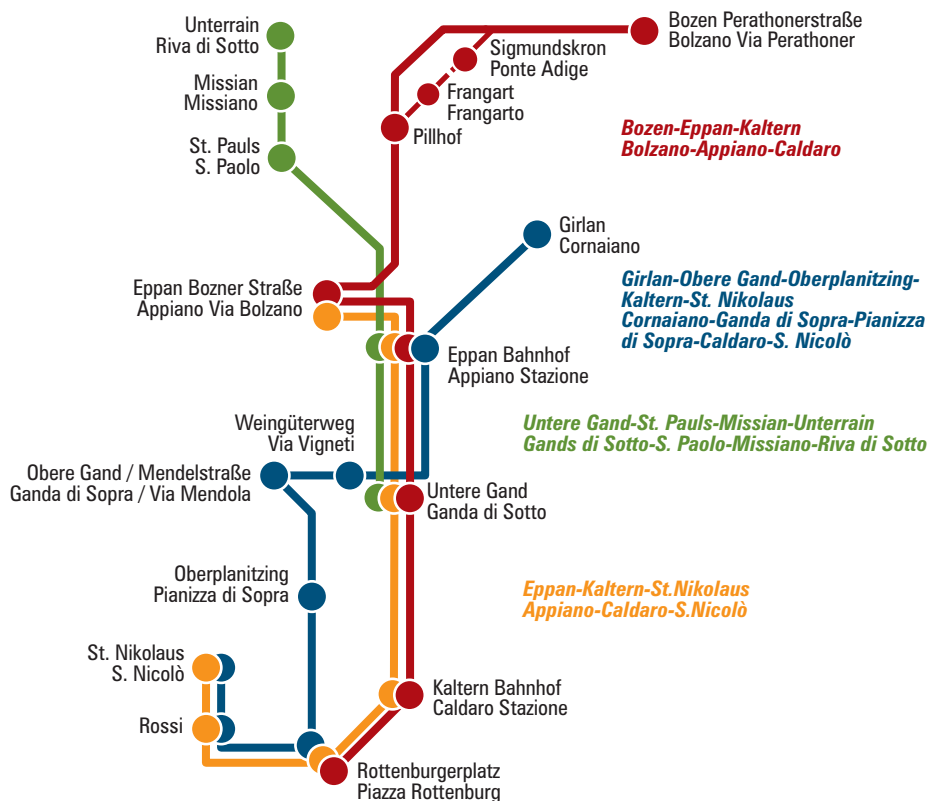 Unterrain
Riva di Sotto
Bozen Perathonerstraße
Bolzano Via Perathoner
Sigmundskron
Ponte Adige
Missian
Missiano
Frangart
Frangarto
Pillhof
Bozen-Eppan-Kaltern
Bolzano-Appiano-Caldaro
St. Pauls
S. Paolo
Girlan
Cornaiano
Eppan Bozner Straße
Appiano Via Bolzano
Girlan-Obere Gand-Oberplanitzing-
Kaltern-St. Nikolaus
Cornaiano-Ganda di Sopra-Pianizza
di Sopra-Caldaro-S. Nicolò
Eppan Bahnhof
Appiano Stazione
Weingüterweg
Via Vigneti
Untere Gand-St. Pauls-Missian-Unterrain
Gands di Sotto-S. Paolo-Missiano-Riva di Sotto
Obere Gand / Mendelstraße
Ganda di Sopra / Via Mendola
Untere Gand
Ganda di Sotto
Oberplanitzing
Pianizza di Sopra
Eppan-Kaltern-St.Nikolaus
Appiano-Caldaro-S.Nicolò
St. Nikolaus
S. Nicolò
Kaltern Bahnhof
Caldaro Stazione
Rossi
Rottenburgerplatz
Piazza Rottenburg